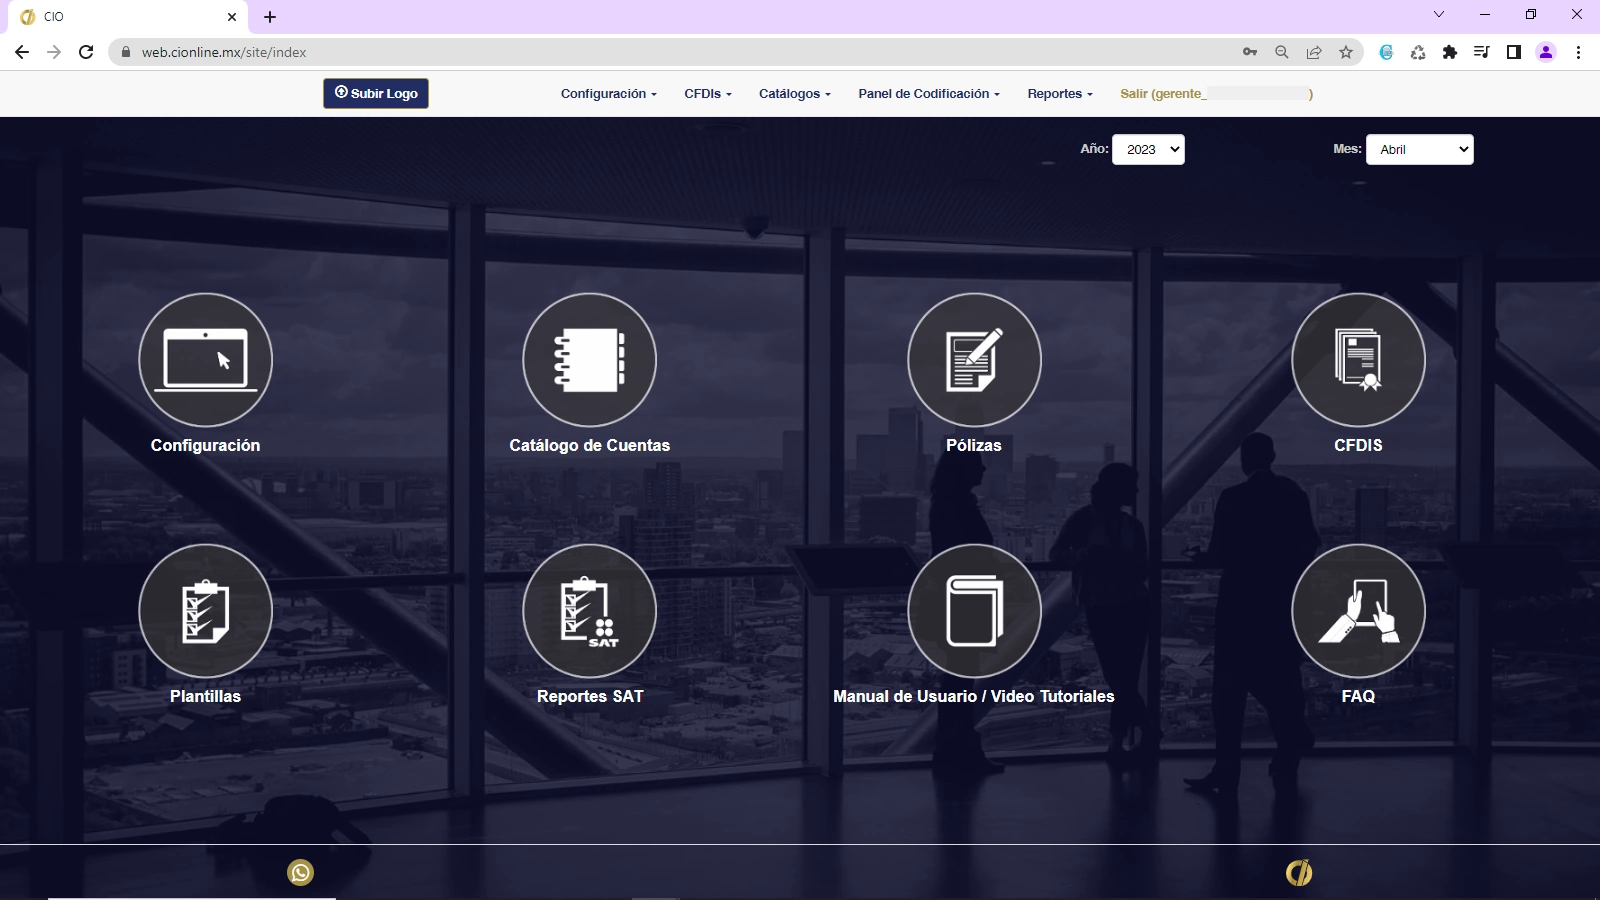 CIO
web.cionline.mx/site/index
Subir Logo
Configuración
CFDIs
Catálogos
Panel de Codificación
Reportes
Salir (gerente_ )
Año: 2023
Mes: Abril
Configuración
Catálogo de Cuentas
Pólizas
CFDIS
SAT
Plantillas
Reportes SAT
Manual de Usuario / Video Tutoriales
FAQ